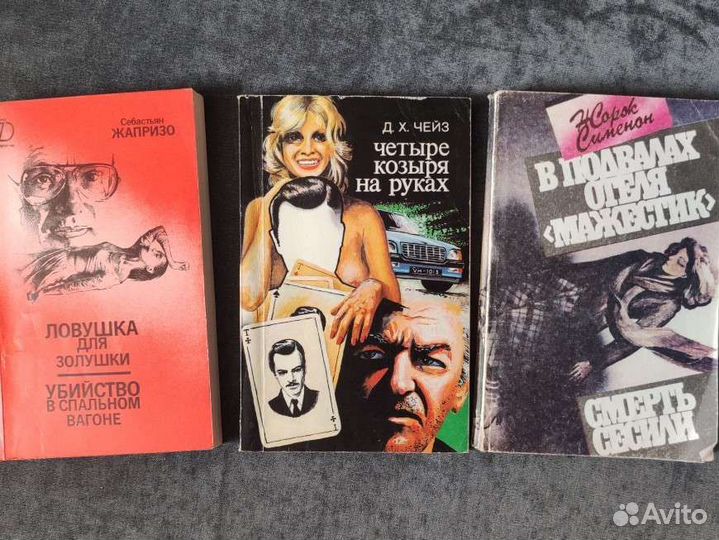 Себастьян
ЖАПРИЗО
ЛОВУШКА
ДЛЯ
ЗОЛУШКИ
УБИЙСТВО
В СПАЛЬНОМ
ВАГОНЕ
Д. Х. ЧЕЙЗ
четыре
козыря
на руках
Жорж
Сименон
В ПОДВАЛАХ
ОТЕЛЯ
<МАЖЕСТИК>
СМЕРТЬ
СЕСИЛИ
Avito